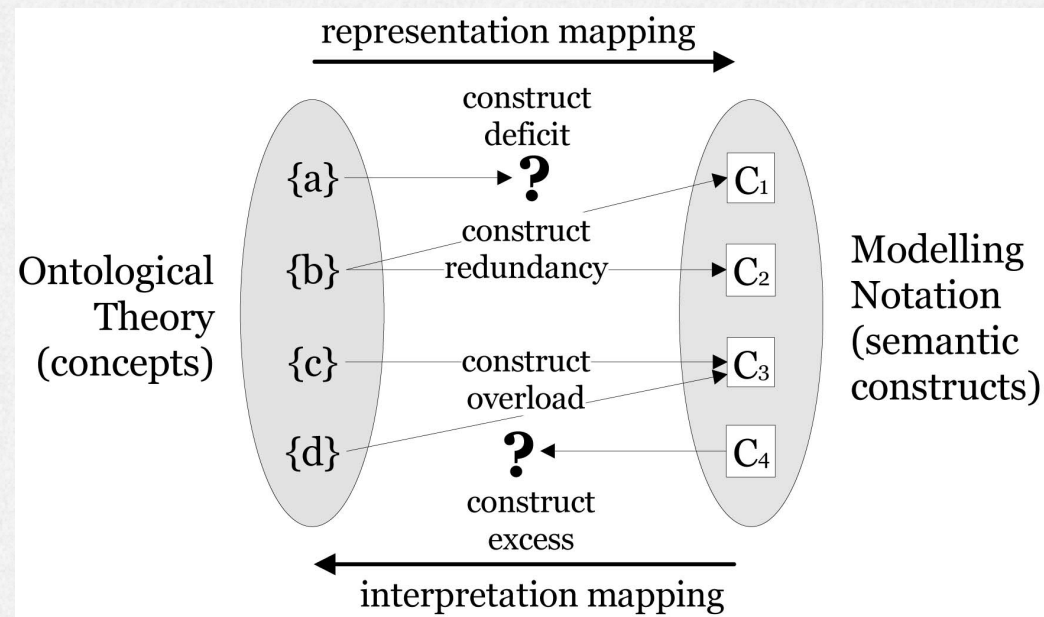 representation mapping
construct
deficit
{a}
?
C₁
construct
redundancy
{b}
C₂
Ontological
Theory
(concepts)
Modelling
Notation
(semantic
constructs)
{c}
construct
overload
C₃
{d}
?
C₄
construct
excess
interpretation mapping